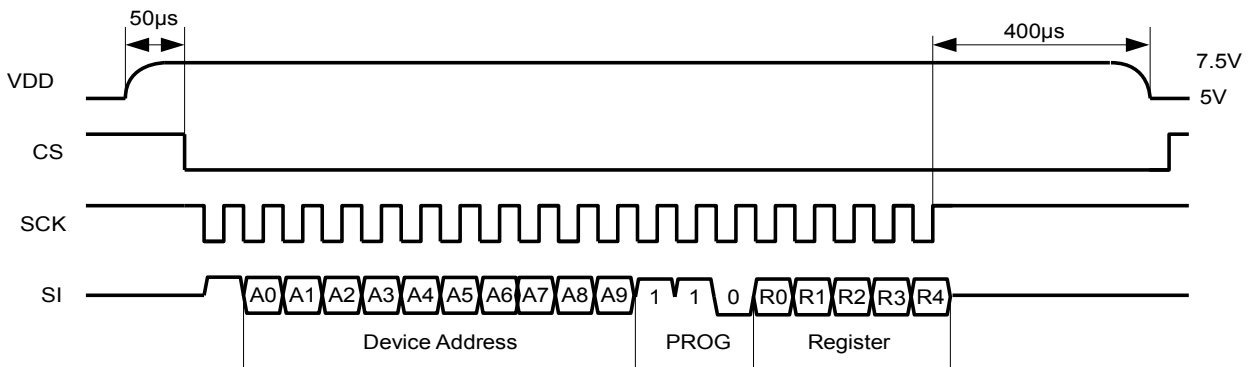 50µs
400µs
VDD
7.5V
5V
CS
SCK
SI
A0 A1 A2 A3 A4 A5 A6 A7 A8 A9 1 1 0 R0 R1 R2 R3 R4
Device Address
PROG
Register